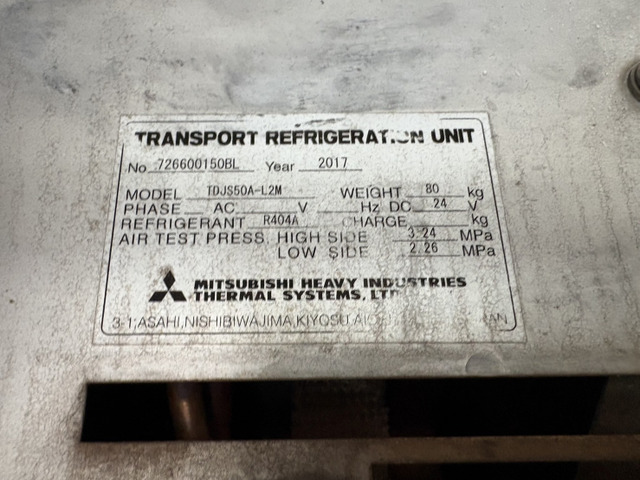 TRANSPORT REFRIGERATION UNIT
No. 726600150BL Year 2017
MODEL TDJS50A-L2M WEIGHT 80 kg
PHASE AC V Hz DC 24 V
REFRIGERANT R404A CHARGE kg
AIR TEST PRESS. HIGH SIDE 3.24 MPa
LOW SIDE 2.26 MPa
MITSUBISHI HEAVY INDUSTRIES
THERMAL SYSTEMS, LTD
3-1, ASAHI, NISHIBIWAJIMA, KIYOSU